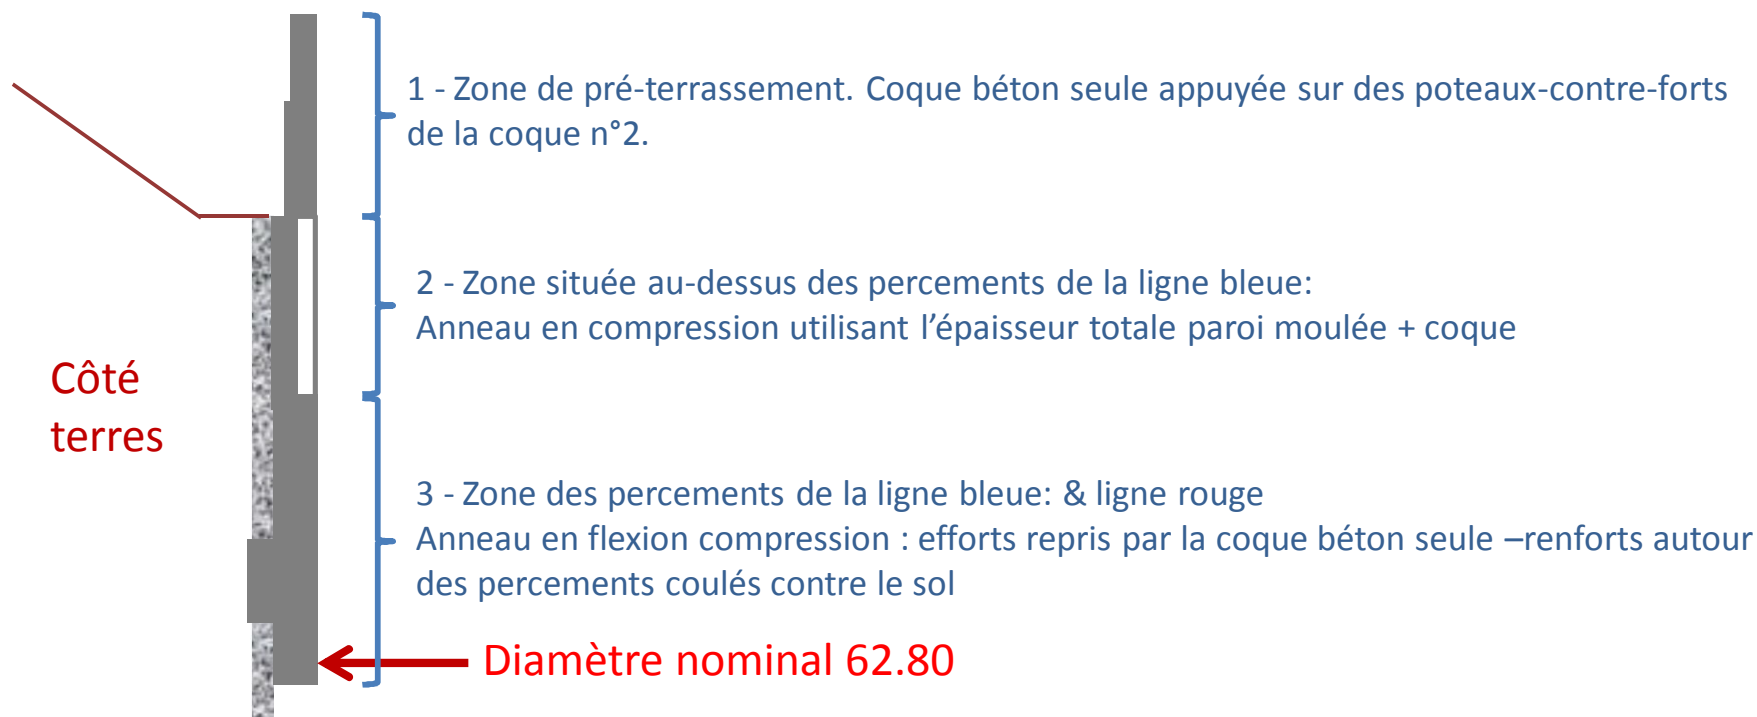 1 - Zone de pré-terrassement. Coque béton seule appuyée sur des poteaux-contre-forts
de la coque n°2.
2 - Zone située au-dessus des percements de la ligne bleue:
Anneau en compression utilisant l’épaisseur totale paroi moulée + coque
Côté
terres
3 - Zone des percements de la ligne bleue: & ligne rouge
Anneau en flexion compression : efforts repris par la coque béton seule –renforts autour
des percements coulés contre le sol
Diamètre nominal 62.80